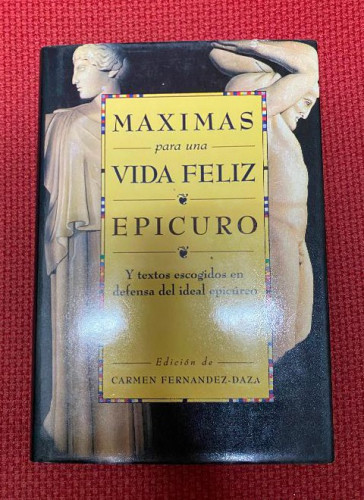 MAXIMAS
para una
VIDA FELIZ
EPICURO
Y textos escogidos en
defensa del ideal epicúreo
Edición de
CARMEN FERNANDEZ-DAZA